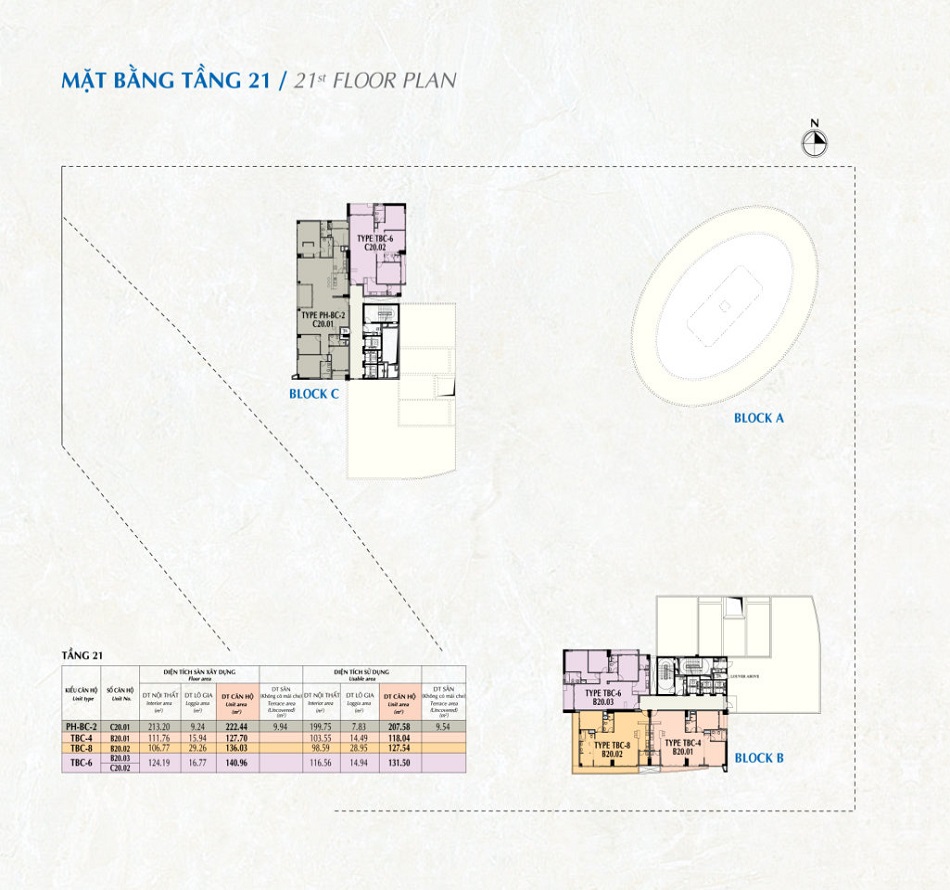 MẶT BẰNG TẦNG 21 / 21st FLOOR PLAN
N
TYPE TBC-6
C20.02
TYPE PH-BC-2
C20.01
BLOCK C
BLOCK A
LOUVER ABOVE
TYPE TBC-6
B20.03
TYPE TBC-8
B20.02
TYPE TBC-4
B20.01
BLOCK B
TẦNG 21
KIỂU CĂN HỘ Unit type
SỐ CĂN HỘ Unit No.
DIỆN TÍCH SÀN XÂY DỰNG
Floor area
DIỆN TÍCH SỬ DỤNG
Usable area
DT NỘI THẤT Interior area (m²)
DT LÔ GIA Loggia area (m²)
DT CĂN HỘ Unit area (m²)
DT SÂN (Không có mái che) Terrace area (Uncovered) (m²)
DT NỘI THẤT Interior area (m²)
DT LÔ GIA Loggia area (m²)
DT CĂN HỘ Unit area (m²)
DT SÂN (Không có mái che) Terrace area (Uncovered) (m²)
PH-BC-2 C20.01 213.20 9.24 222.44 9.94 199.75 7.83 207.58 9.54
TBC-4 B20.01 111.76 15.94 127.70 103.55 14.49 118.04
TBC-8 B20.02 106.77 29.26 136.03 98.59 28.95 127.54
TBC-6 B20.03 C20.02 124.19 16.77 140.96 116.56 14.94 131.50